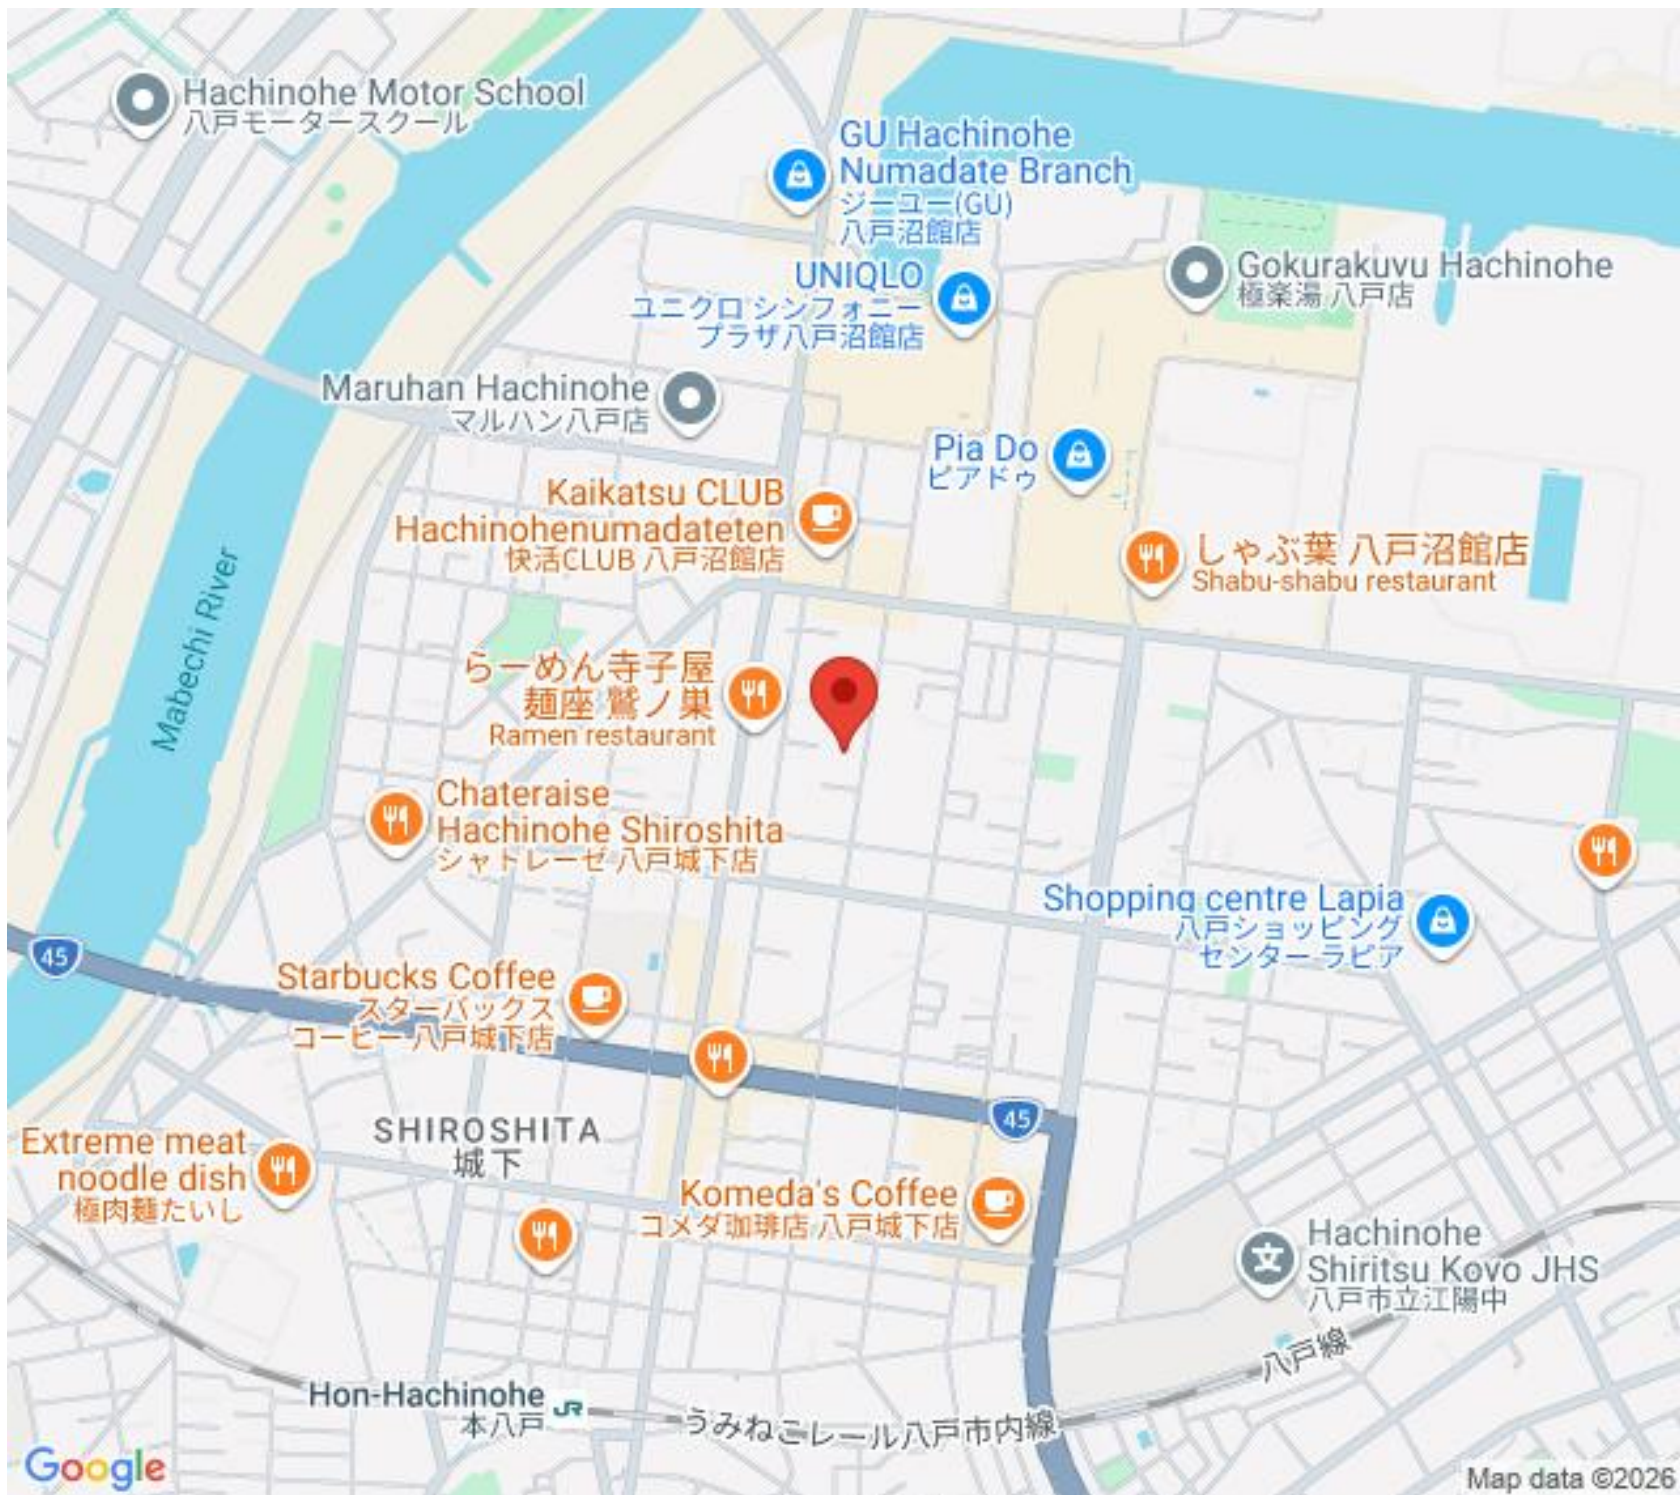 Hachinohe Motor School
八戸モータースクール
GU Hachinohe
Numadate Branch
ジーユー(GU)
八戸沼館店
UNIQLO
ユニクロ シンフォニー
プラザ八戸沼館店
Gokurakuyu Hachinohe
極楽湯 八戸店
Maruhan Hachinohe
マルハン八戸店
Pia Do
ピアドゥ
Kaikatsu CLUB
Hachinohenumadateten
快活CLUB 八戸沼館店
しゃぶ葉 八戸沼館店
Shabu-shabu restaurant
Mabechi River
らーめん寺子屋
麺座 鷲ノ巣
Ramen restaurant
Chateraise
Hachinohe Shiroshita
シャトレーゼ 八戸城下店
Shopping centre Lapia
八戸ショッピング
センター ラピア
45
Starbucks Coffee
スターバックス
コーヒー 八戸城下店
45
SHIROSHITA
城下
Extreme meat
noodle dish
極肉麺たいし
Komeda's Coffee
コメダ珈琲店 八戸城下店
文
Hachinohe
Shiritsu Koyo JHS
八戸市立江陽中
八戸線
Hon-Hachinohe
本八戸
JR
うみねこレール八戸市内線
Google
Map data ©2026